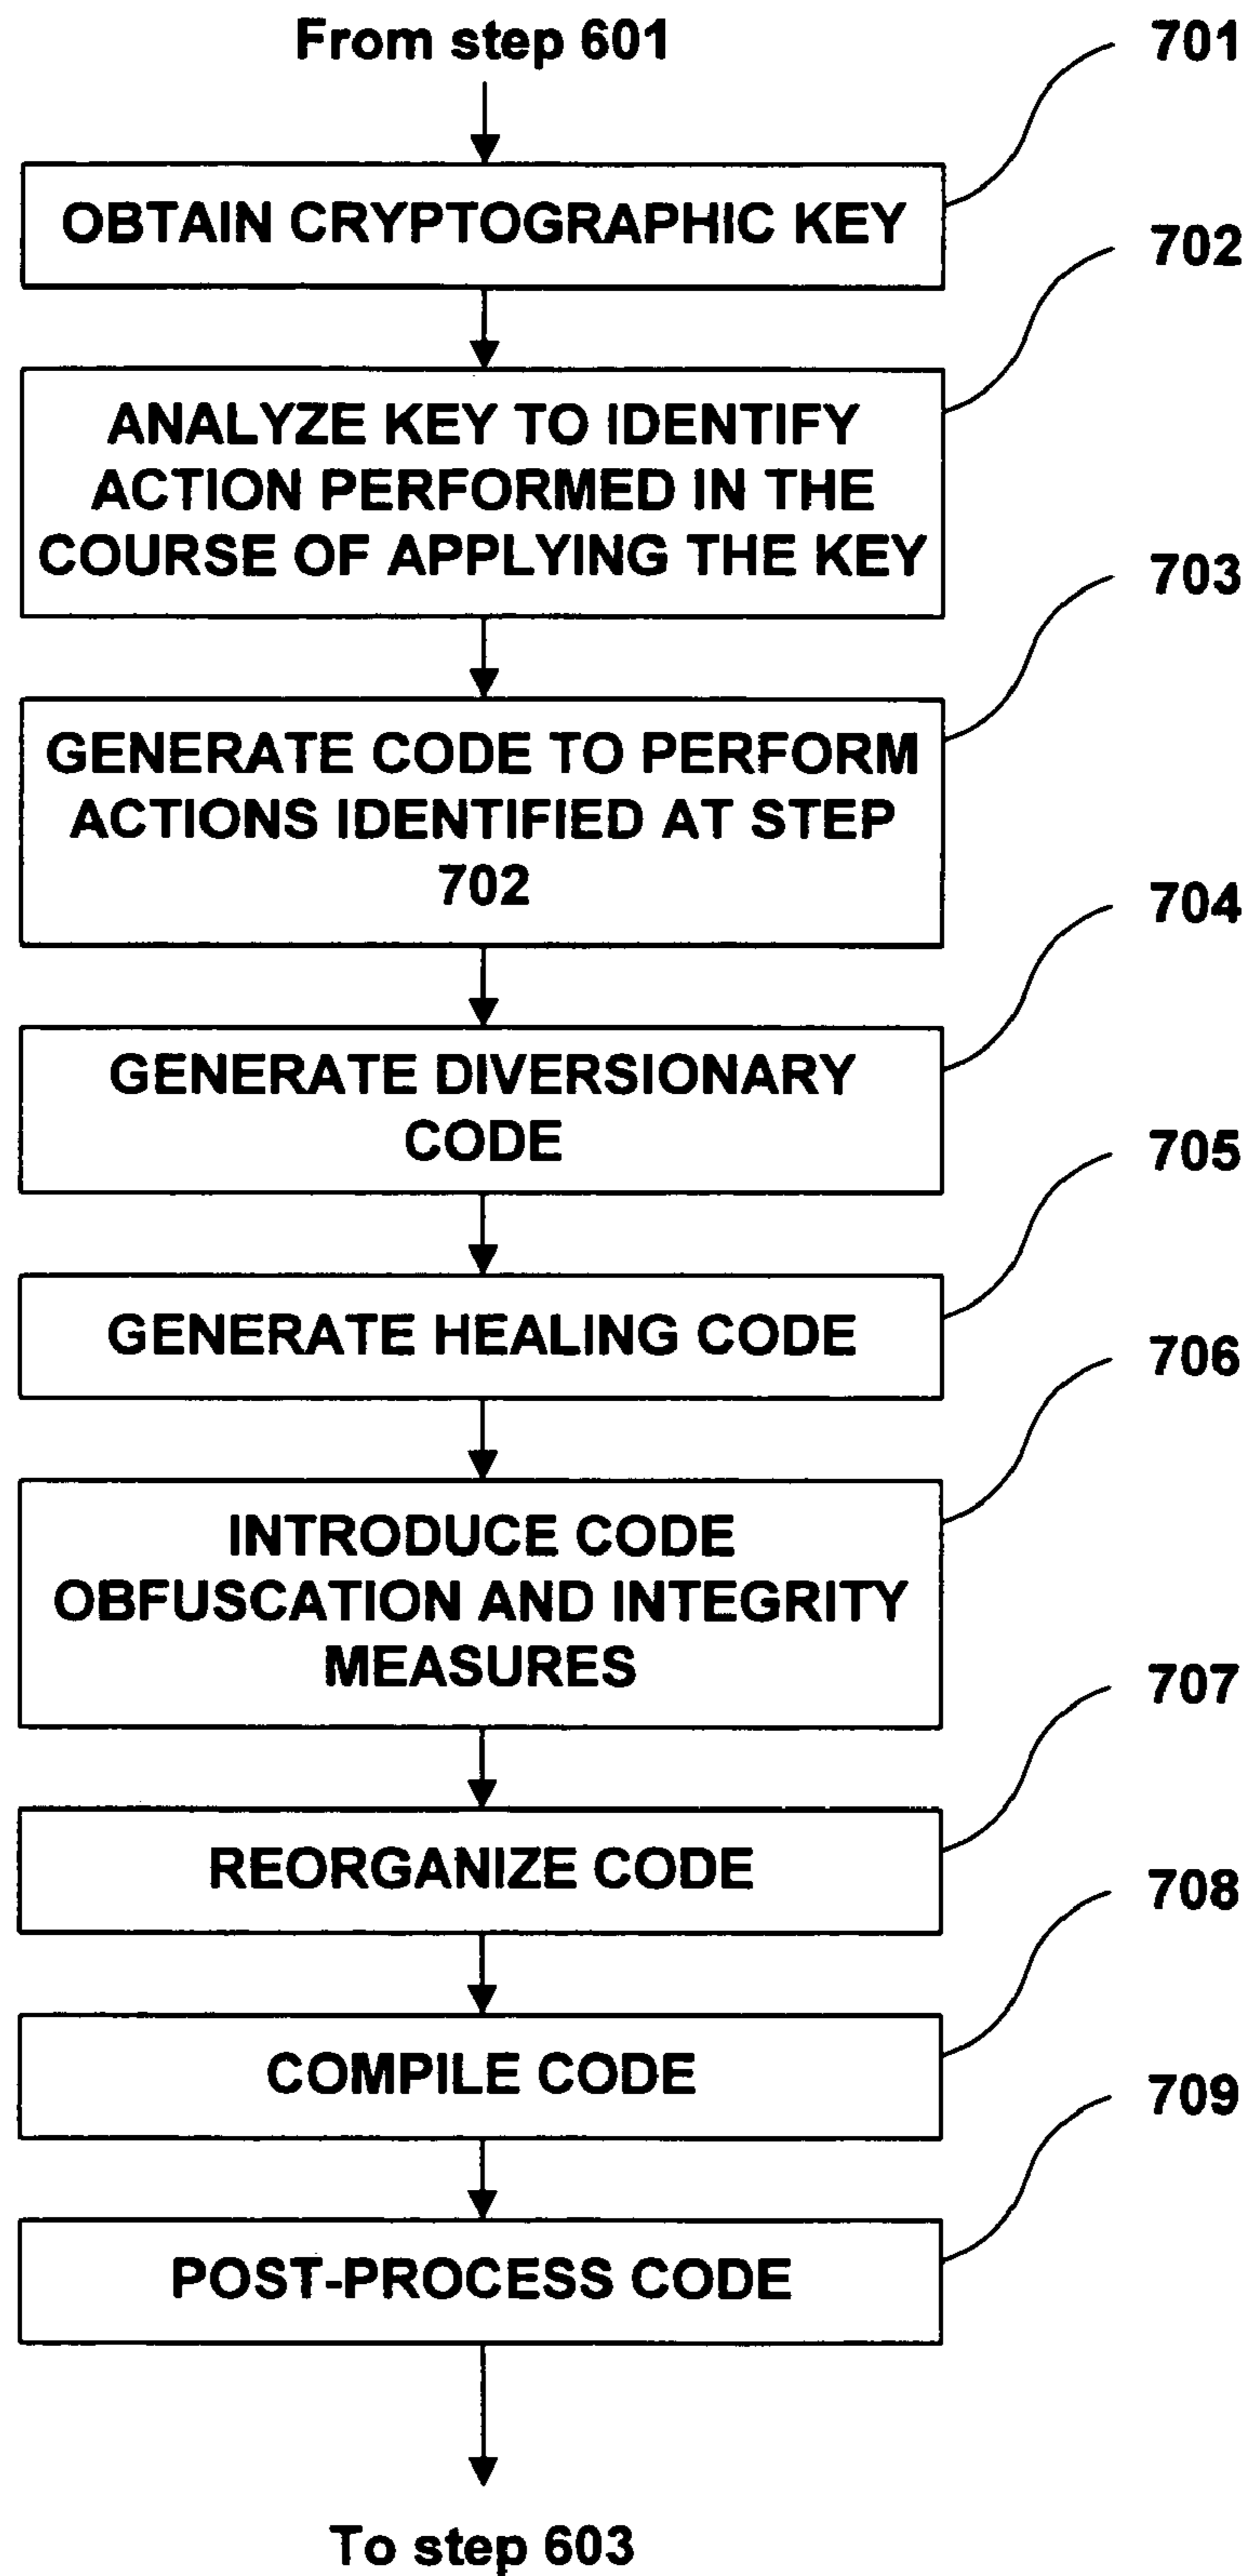 From step 601
701
OBTAIN CRYPTOGRAPHIC KEY
702
ANALYZE KEY TO IDENTIFY
ACTION PERFORMED IN THE
COURSE OF APPLYING THE KEY
703
GENERATE CODE TO PERFORM
ACTIONS IDENTIFIED AT STEP
702
704
GENERATE DIVERSIONARY
CODE
705
GENERATE HEALING CODE
706
INTRODUCE CODE
OBFUSCATION AND INTEGRITY
MEASURES
707
REORGANIZE CODE
708
COMPILE CODE
709
POST-PROCESS CODE
To step 603